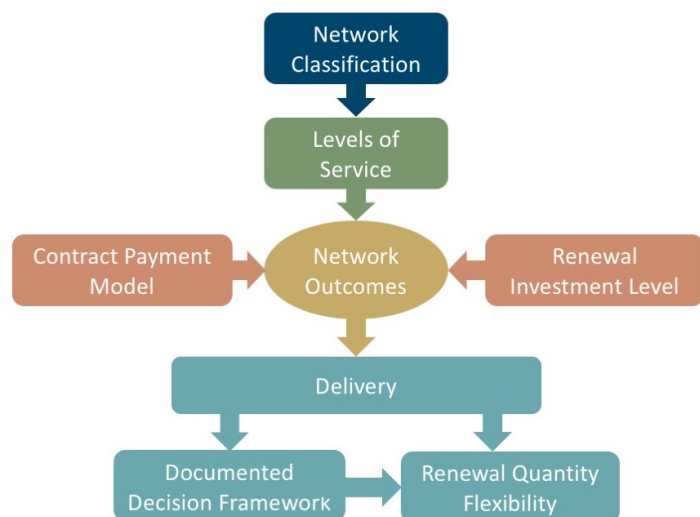 Network
Classification
Levels of
Service
Contract Payment
Model
Network
Outcomes
Renewal
Investment Level
Delivery
Documented
Decision Framework
Renewal Quantity
Flexibility